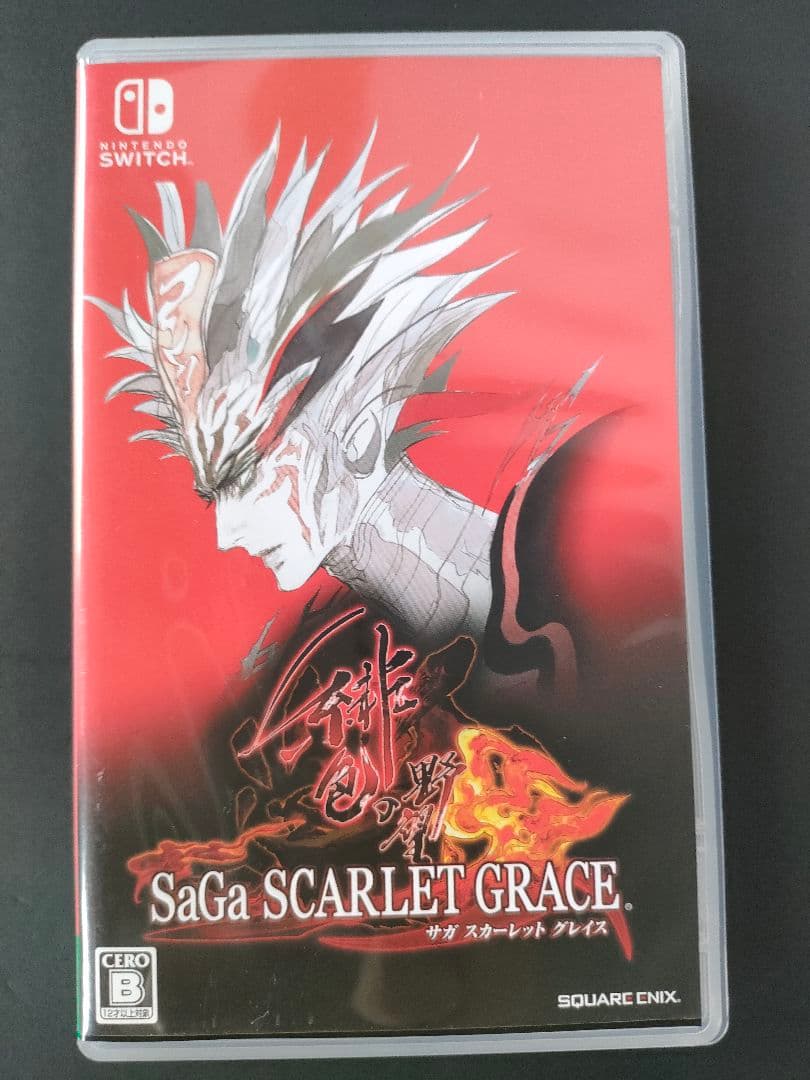 NINTENDO
SWITCH™
緋色の野望
SaGa SCARLET GRACE®
サガ スカーレット グレイス
CERO
B
12才以上対象
SQUARE ENIX®